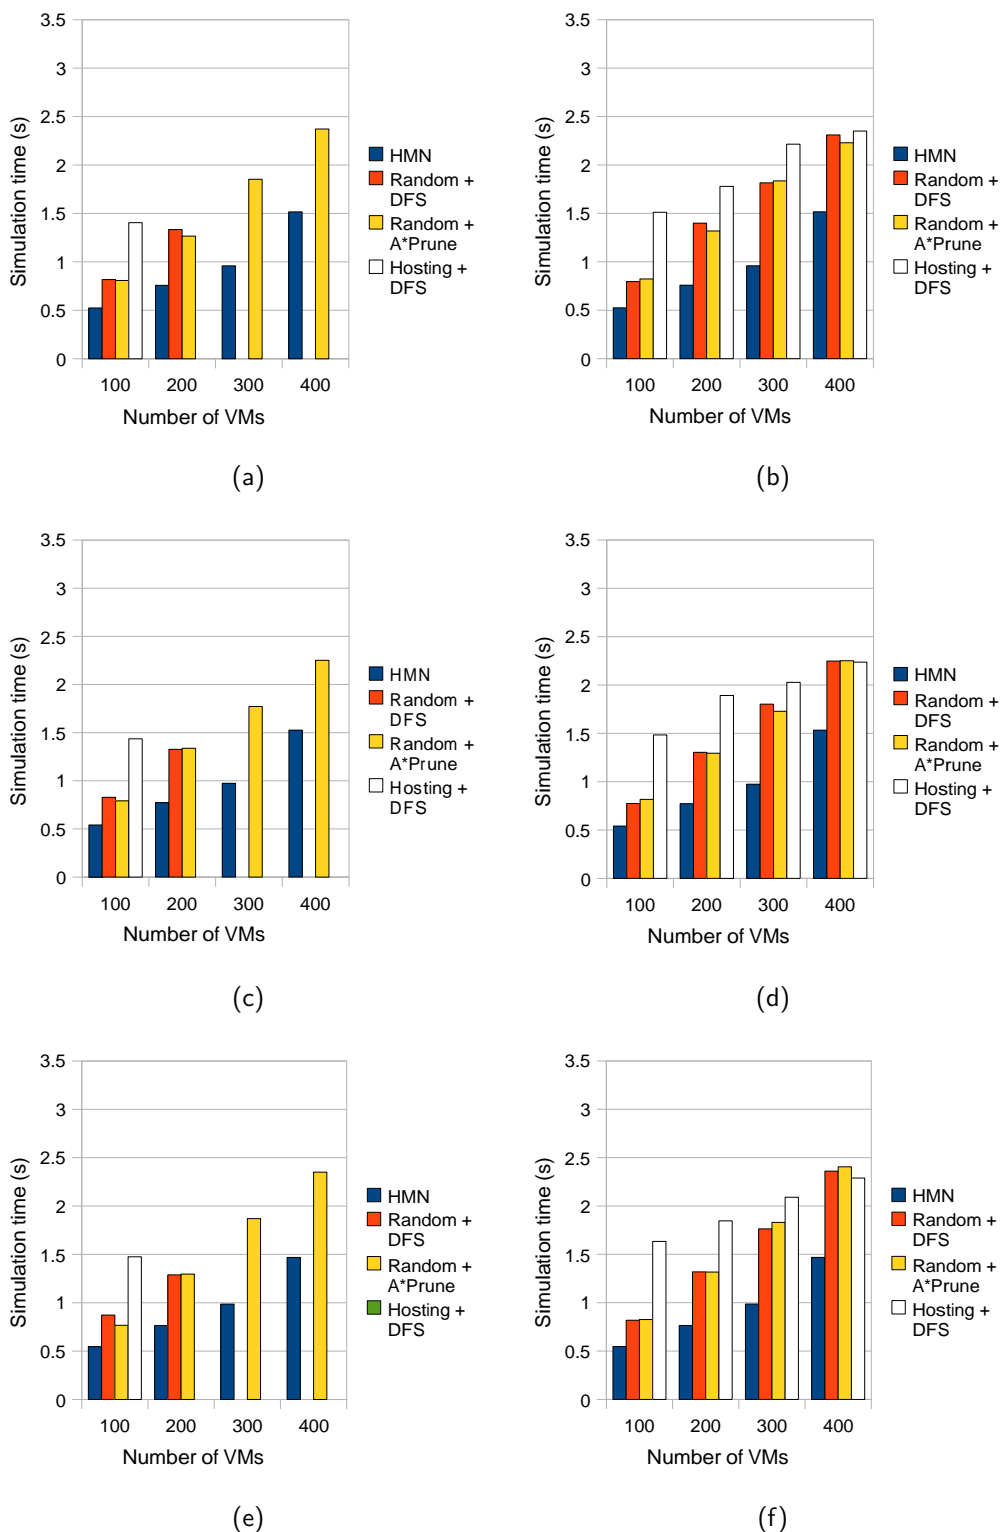 3.5
3
2.5
2
1.5
1
0.5
0
Simulation time (s)
100 200 300 400
Number of VMs
HMN
Random +
DFS
Random +
A*Prune
Hosting +
DFS
(a)
3.5
3
2.5
2
1.5
1
0.5
0
Simulation time (s)
100 200 300 400
Number of VMs
HMN
Random +
DFS
Random +
A*Prune
Hosting +
DFS
(b)
3.5
3
2.5
2
1.5
1
0.5
0
Simulation time (s)
100 200 300 400
Number of VMs
HMN
Random +
DFS
Random +
A*Prune
Hosting +
DFS
(c)
3.5
3
2.5
2
1.5
1
0.5
0
Simulation time (s)
100 200 300 400
Number of VMs
HMN
Random +
DFS
Random +
A*Prune
Hosting +
DFS
(d)
3.5
3
2.5
2
1.5
1
0.5
0
Simulation time (s)
100 200 300 400
Number of VMs
HMN
Random +
DFS
Random +
A*Prune
Hosting +
DFS
(e)
3.5
3
2.5
2
1.5
1
0.5
0
Simulation time (s)
100 200 300 400
Number of VMs
HMN
Random +
DFS
Random +
A*Prune
Hosting +
DFS
(f)